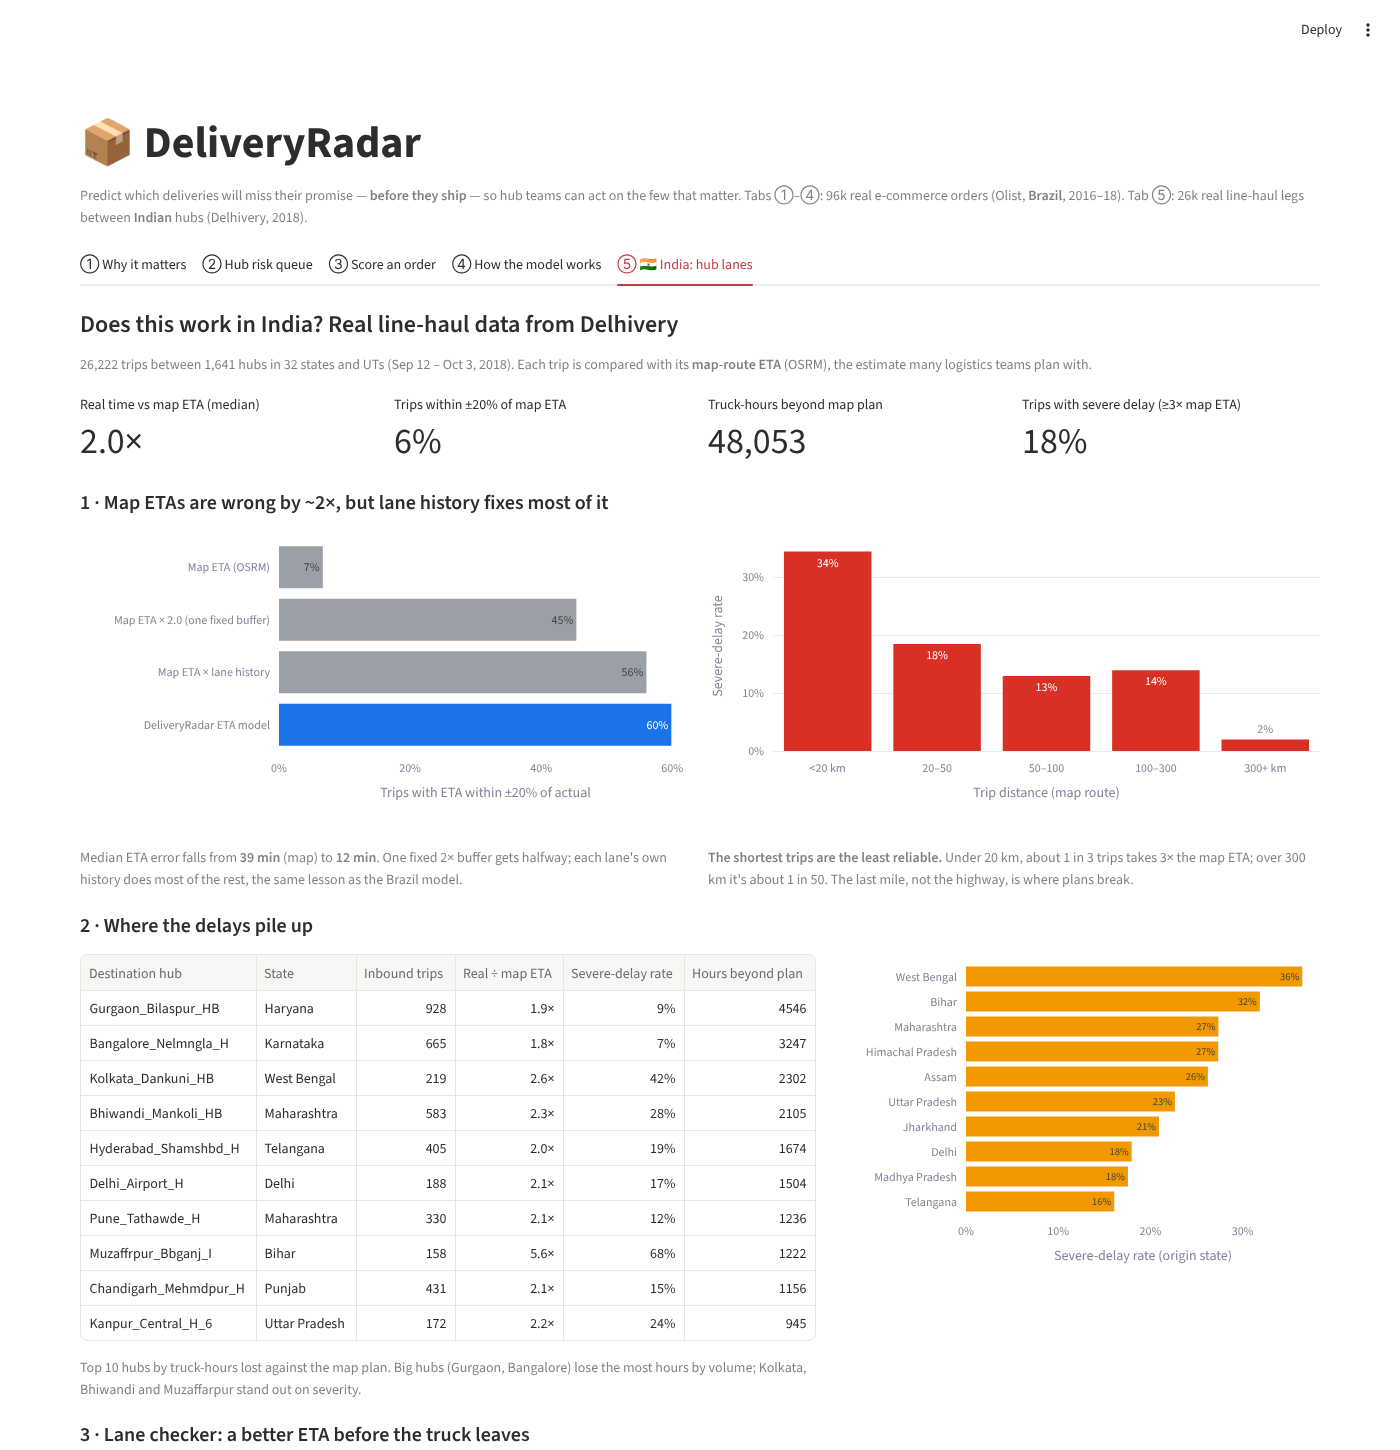 Deploy
📦 DeliveryRadar
Predict which deliveries will miss their promise — before they ship — so hub teams can act on the few that matter. Tabs ①–④: 96k real e-commerce orders (Olist, Brazil, 2016–18). Tab ⑤: 26k real line-haul legs
between Indian hubs (Delhivery, 2018).
① Why it matters ② Hub risk queue ③ Score an order ④ How the model works ⑤ 🇮🇳 India: hub lanes
Does this work in India? Real line-haul data from Delhivery
26,222 trips between 1,641 hubs in 32 states and UTs (Sep 12 – Oct 3, 2018). Each trip is compared with its map-route ETA (OSRM), the estimate many logistics teams plan with.
Real time vs map ETA (median) Trips within ±20% of map ETA Truck-hours beyond map plan Trips with severe delay (≥3× map ETA)
2.0× 6% 48,053 18%
1 · Map ETAs are wrong by ~2×, but lane history fixes most of it
Map ETA (OSRM) 7%
Map ETA × 2.0 (one fixed buffer) 45%
Map ETA × lane history 56%
DeliveryRadar ETA model 60%
0% 20% 40% 60%
Trips with ETA within ±20% of actual
Severe-delay rate
30%
20%
10%
0%
34% 18% 13% 14% 2%
<20 km 20–50 50–100 100–300 300+ km
Trip distance (map route)
Median ETA error falls from 39 min (map) to 12 min. One fixed 2× buffer gets halfway; each lane's own
history does most of the rest, the same lesson as the Brazil model.
The shortest trips are the least reliable. Under 20 km, about 1 in 3 trips takes 3× the map ETA; over 300
km it's about 1 in 50. The last mile, not the highway, is where plans break.
2 · Where the delays pile up
Destination hub State Inbound trips Real ÷ map ETA Severe-delay rate Hours beyond plan
Gurgaon_Bilaspur_HB Haryana 928 1.9× 9% 4546
Bangalore_Nelmngla_H Karnataka 665 1.8× 7% 3247
Kolkata_Dankuni_HB West Bengal 219 2.6× 42% 2302
Bhiwandi_Mankoli_HB Maharashtra 583 2.3× 28% 2105
Hyderabad_Shamshbd_H Telangana 405 2.0× 19% 1674
Delhi_Airport_H Delhi 188 2.1× 17% 1504
Pune_Tathawde_H Maharashtra 330 2.1× 12% 1236
Muzaffrpur_Bbganj_I Bihar 158 5.6× 68% 1222
Chandigarh_Mehmdpur_H Punjab 431 2.1× 15% 1156
Kanpur_Central_H_6 Uttar Pradesh 172 2.2× 24% 945
West Bengal 36%
Bihar 32%
Maharashtra 27%
Himachal Pradesh 27%
Assam 26%
Uttar Pradesh 23%
Jharkhand 21%
Delhi 18%
Madhya Pradesh 18%
Telangana 16%
0% 10% 20% 30%
Severe-delay rate (origin state)
Top 10 hubs by truck-hours lost against the map plan. Big hubs (Gurgaon, Bangalore) lose the most hours by volume; Kolkata,
Bhiwandi and Muzaffarpur stand out on severity.
3 · Lane checker: a better ETA before the truck leaves